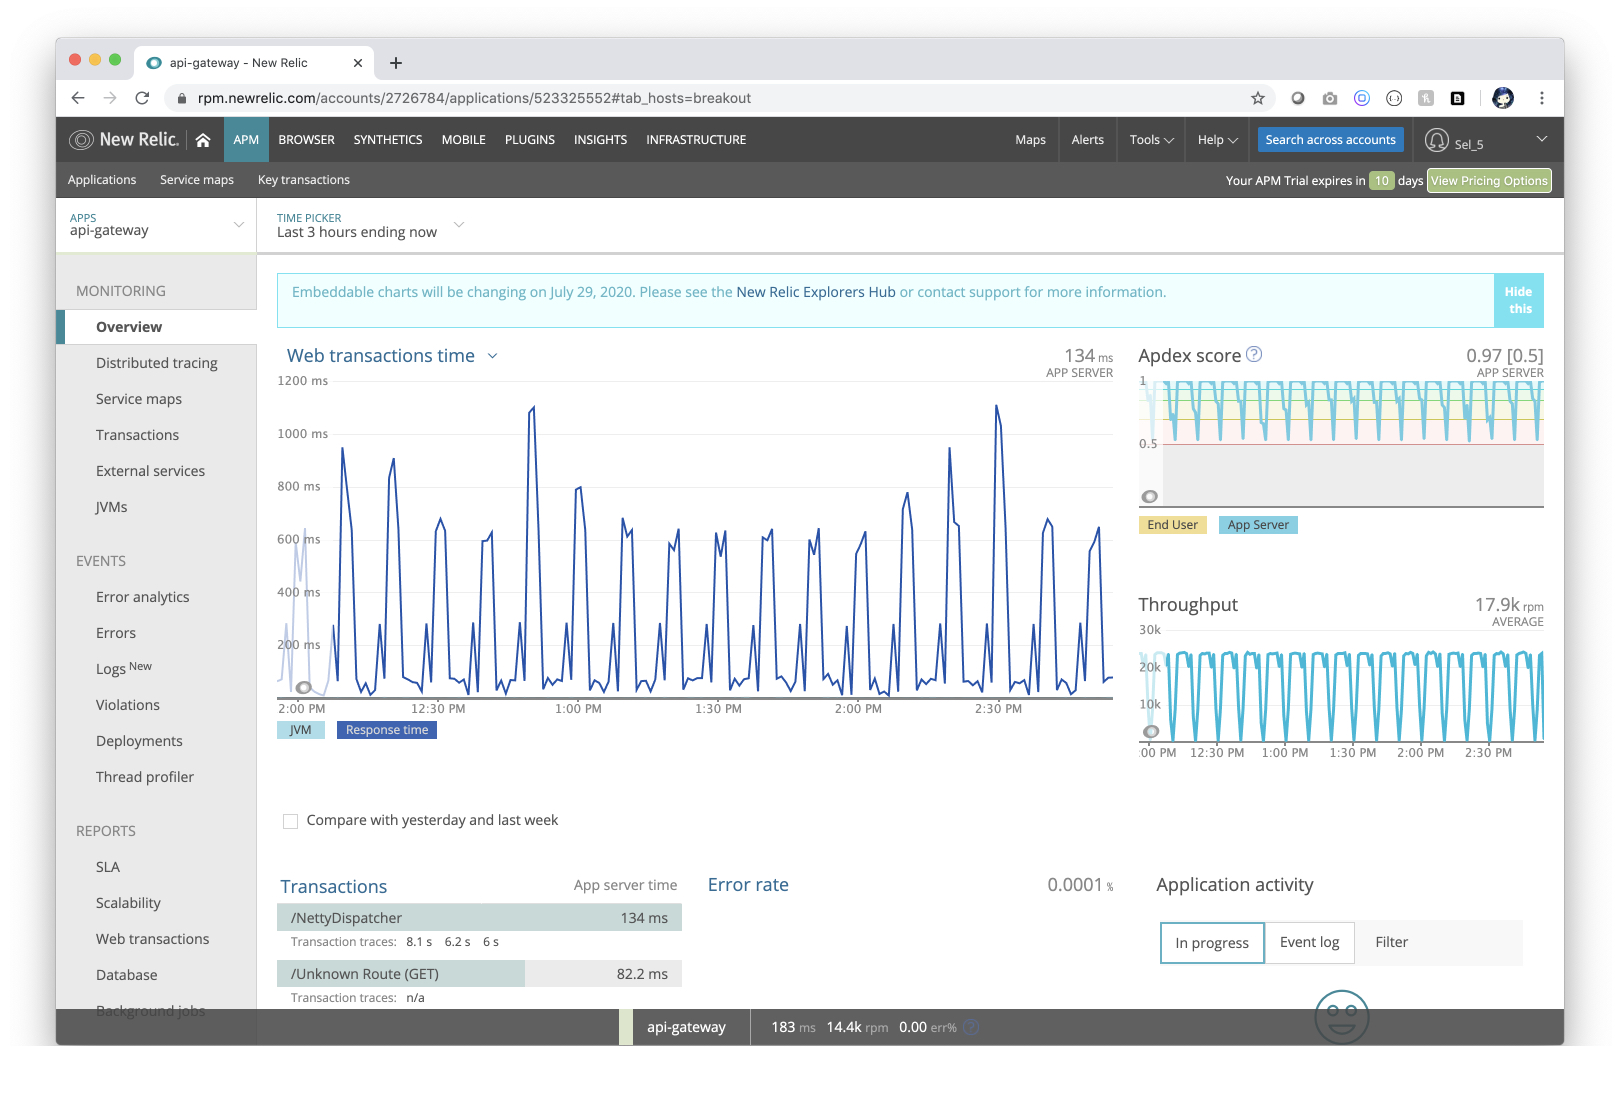 api-gateway - New Relic
rpm.newrelic.com/accounts/2726784/applications/523325552#tab_hosts=breakout
New Relic. APM BROWSER SYNTHETICS MOBILE PLUGINS INSIGHTS INFRASTRUCTURE Maps Alerts Tools Help Search across accounts Sel_5
Applications Service maps Key transactions Your APM Trial expires in 10 days View Pricing Options
APPS
api-gateway
TIME PICKER
Last 3 hours ending now
MONITORING
Overview
Distributed tracing
Service maps
Transactions
External services
JVMs
EVENTS
Error analytics
Errors
Logs New
Violations
Deployments
Thread profiler
REPORTS
SLA
Scalability
Web transactions
Database
Background jobs
Embeddable charts will be changing on July 29, 2020. Please see the New Relic Explorers Hub or contact support for more information.
Hide
this
Web transactions time
134 ms
APP SERVER
1200 ms
1000 ms
800 ms
600 ms
400 ms
200 ms
2:00 PM 12:30 PM 1:00 PM 1:30 PM 2:00 PM 2:30 PM
JVM Response time
Compare with yesterday and last week
Apdex score ?
0.97 [0.5]
APP SERVER
1
0.5
End User App Server
Throughput
17.9k rpm
AVERAGE
30k
20k
10k
:00 PM 12:30 PM 1:00 PM 1:30 PM 2:00 PM 2:30 PM
Transactions App server time
/NettyDispatcher 134 ms
Transaction traces: 8.1 s 6.2 s 6 s
/Unknown Route (GET) 82.2 ms
Transaction traces: n/a
Error rate 0.0001 %
Application activity
In progress Event log Filter
api-gateway 183 ms 14.4k rpm 0.00 err% ?